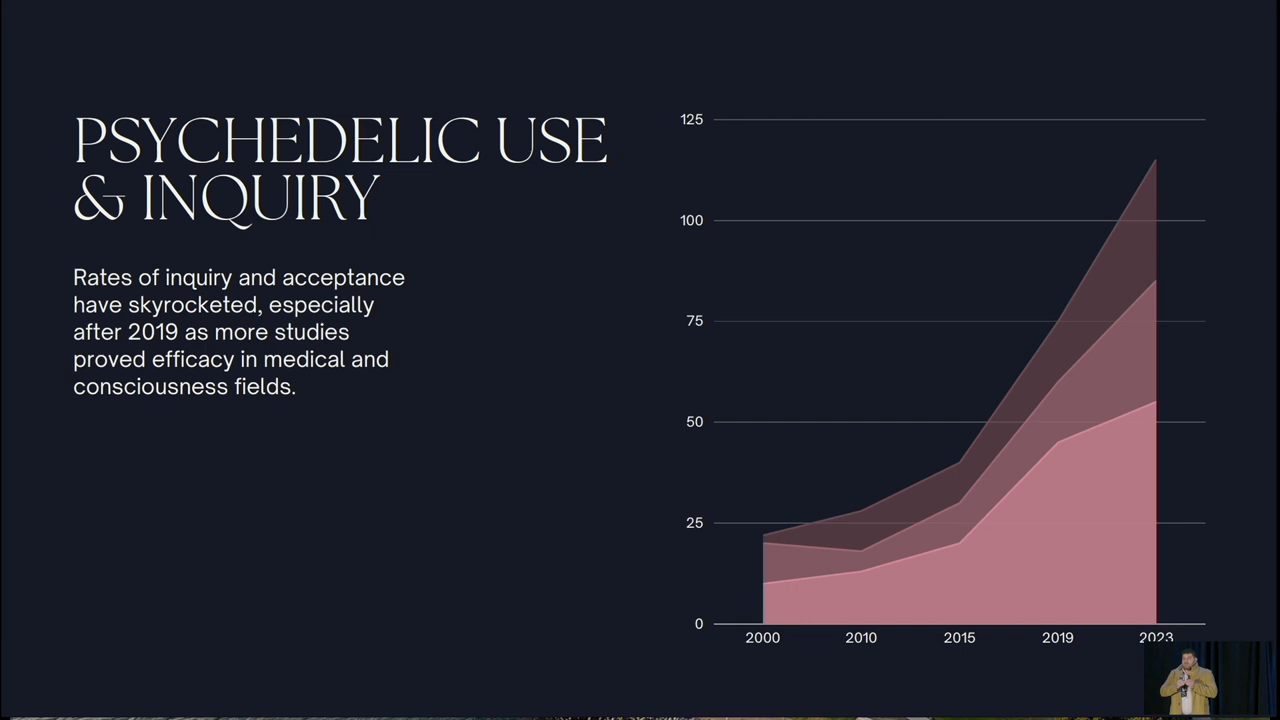 PSYCHEDELIC USE
& INQUIRY
Rates of inquiry and acceptance
have skyrocketed, especially
after 2019 as more studies
proved efficacy in medical and
consciousness fields.
125
100
75
50
25
0
2000 2010 2015 2019 2023